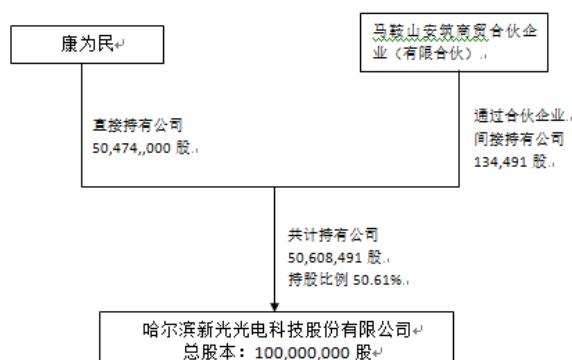 康为民
马鞍山安筑商贸合伙企
业（有限合伙）.
直接持有公司
50,474,,000 股.
通过合伙企业.
间接持有公司
134,491 股.
共计持有公司
50,608,491 股.
持股比例 50.61%.
哈尔滨新光光电科技股份有限公司
总股本：100,000,000 股